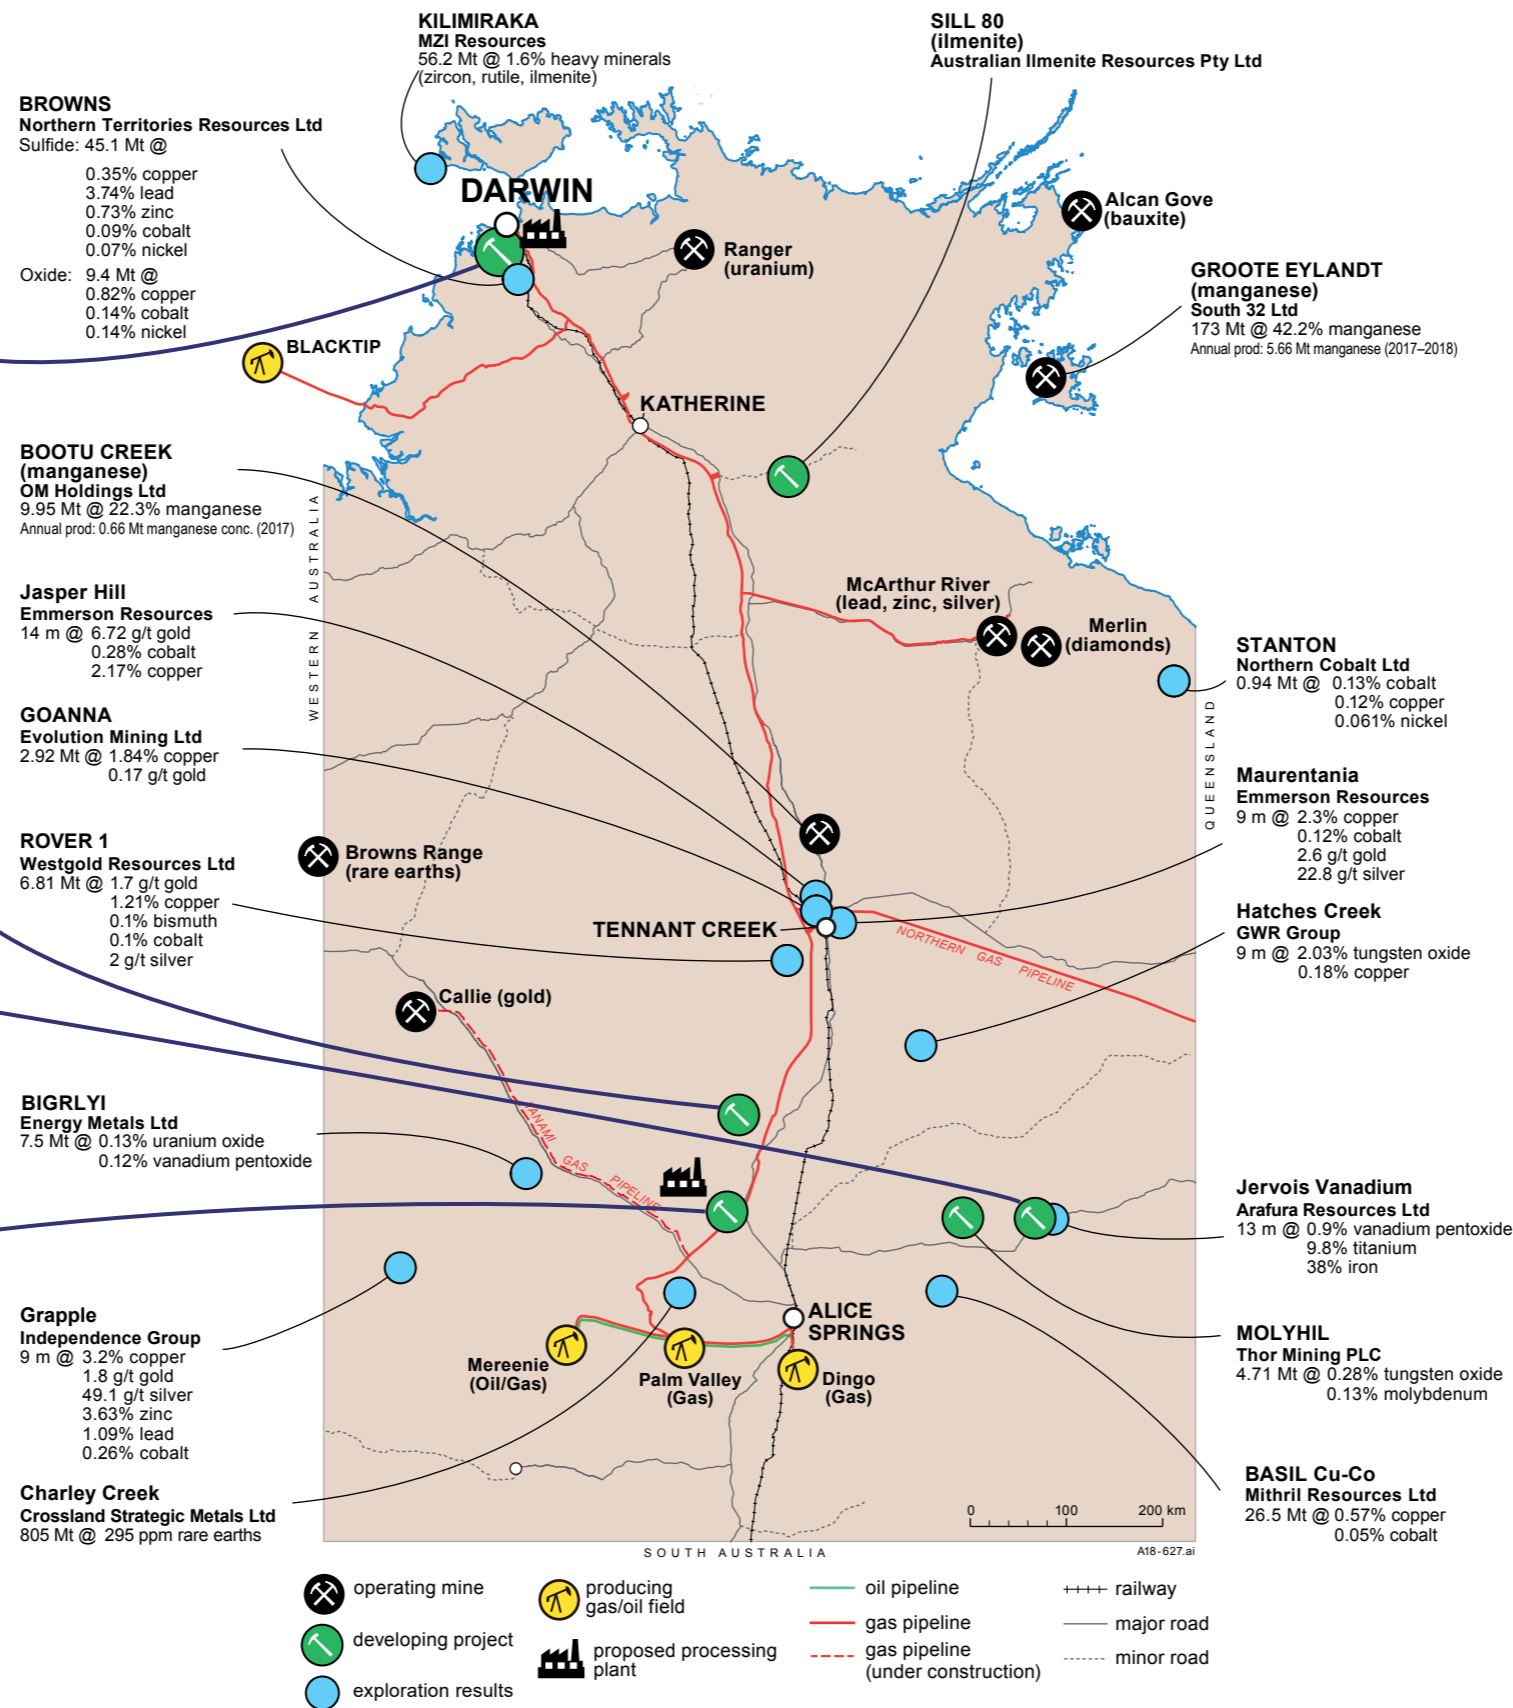 KILIMIRAKA
MZI Resources
56.2 Mt @ 1.6% heavy minerals
(zircon, rutile, ilmenite)
SILL 80
(ilmenite)
Australian Ilmenite Resources Pty Ltd
BROWNS
Northern Territories Resources Ltd
Sulfide: 45.1 Mt @
0.35% copper
3.74% lead
0.73% zinc
0.09% cobalt
0.07% nickel
Oxide: 9.4 Mt @
0.82% copper
0.14% cobalt
0.14% nickel
DARWIN
Ranger
(uranium)
Alcan Gove
(bauxite)
GROOTE EYLANDT
(manganese)
South 32 Ltd
173 Mt @ 42.2% manganese
Annual prod: 5.66 Mt manganese (2017–2018)
BLACKTIP
KATHERINE
BOOTU CREEK
(manganese)
OM Holdings Ltd
9.95 Mt @ 22.3% manganese
Annual prod: 0.66 Mt manganese conc. (2017)
WESTERN AUSTRALIA
Jasper Hill
Emmerson Resources
14 m @ 6.72 g/t gold
0.28% cobalt
2.17% copper
McArthur River
(lead, zinc, silver)
Merlin
(diamonds)
STANTON
Northern Cobalt Ltd
0.94 Mt @ 0.13% cobalt
0.12% copper
0.061% nickel
QUEENSLAND
GOANNA
Evolution Mining Ltd
2.92 Mt @ 1.84% copper
0.17 g/t gold
Maurentania
Emmerson Resources
9 m @ 2.3% copper
0.12% cobalt
2.6 g/t gold
22.8 g/t silver
ROVER 1
Westgold Resources Ltd
6.81 Mt @ 1.7 g/t gold
1.21% copper
0.1% bismuth
0.1% cobalt
2 g/t silver
Browns Range
(rare earths)
TENNANT CREEK
NORTHERN GAS PIPELINE
Hatches Creek
GWR Group
9 m @ 2.03% tungsten oxide
0.18% copper
Callie (gold)
TANAMI GAS PIPELINE
BIGRLYI
Energy Metals Ltd
7.5 Mt @ 0.13% uranium oxide
0.12% vanadium pentoxide
Jervois Vanadium
Arafura Resources Ltd
13 m @ 0.9% vanadium pentoxide
9.8% titanium
38% iron
Grapple
Independence Group
9 m @ 3.2% copper
1.8 g/t gold
49.1 g/t silver
3.63% zinc
1.09% lead
0.26% cobalt
ALICE
SPRINGS
Mereenie
(Oil/Gas)
Palm Valley
(Gas)
Dingo
(Gas)
MOLYHIL
Thor Mining PLC
4.71 Mt @ 0.28% tungsten oxide
0.13% molybdenum
Charley Creek
Crossland Strategic Metals Ltd
805 Mt @ 295 ppm rare earths
BASIL Cu-Co
Mithril Resources Ltd
26.5 Mt @ 0.57% copper
0.05% cobalt
0 100 200 km
SOUTH AUSTRALIA
A18-627.ai
operating mine
developing project
exploration results
producing
gas/oil field
proposed processing
plant
oil pipeline
gas pipeline
gas pipeline
(under construction)
railway
major road
minor road